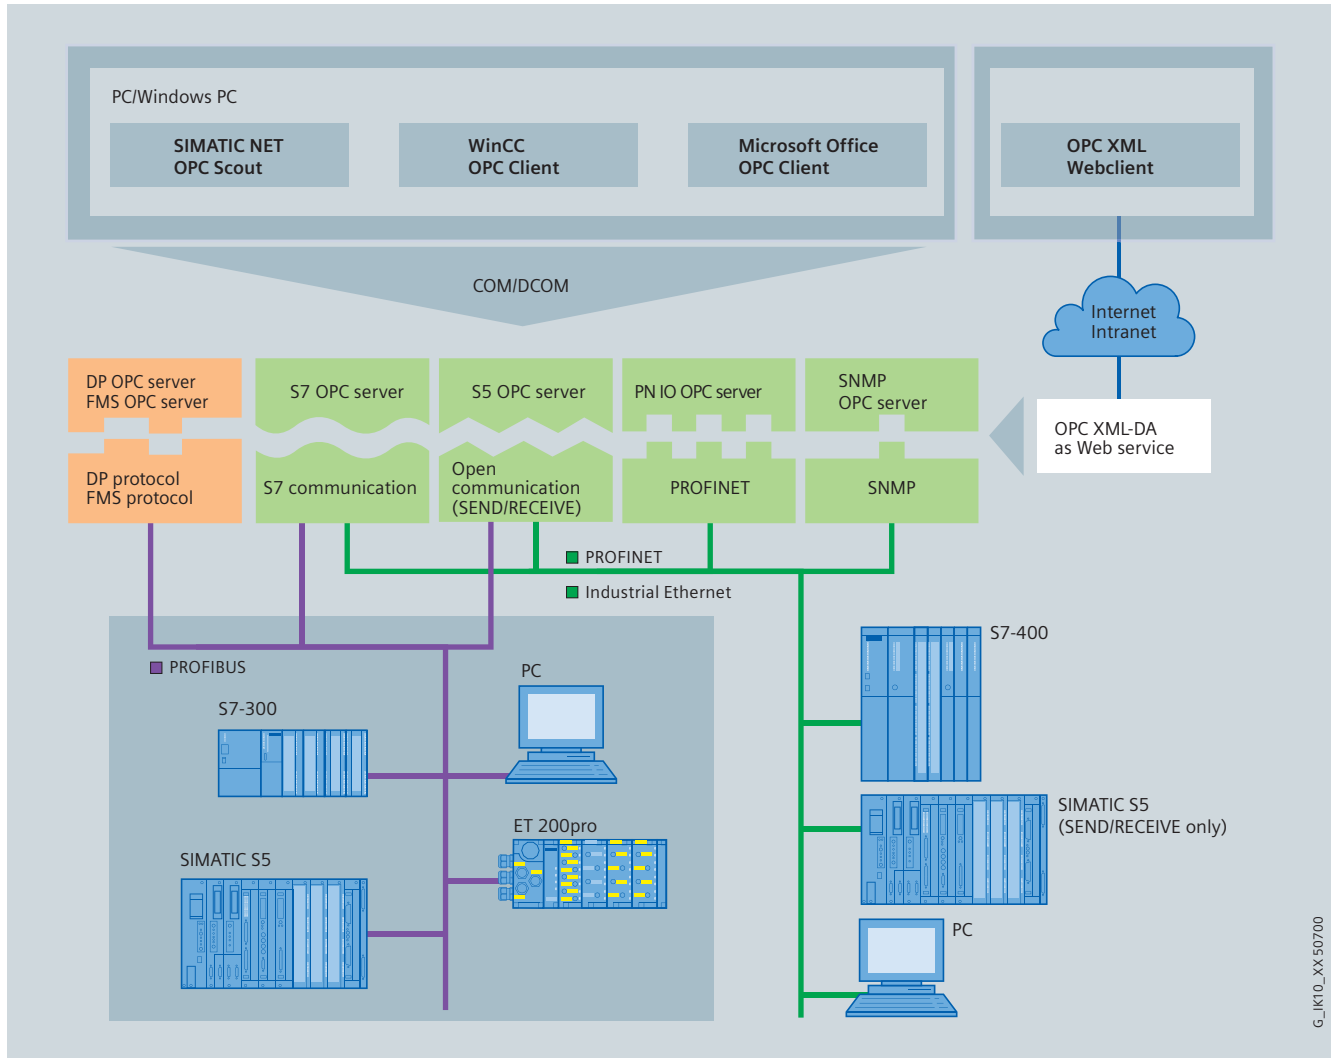 PC/Windows PC
SIMATIC NET
OPC Scout
WinCC
OPC Client
Microsoft Office
OPC Client
OPC XML
Webclient
COM/DCOM
Internet
Intranet
DP OPC server
FMS OPC server
S7 OPC server
S5 OPC server
PN IO OPC server
SNMP
OPC server
OPC XML-DA
as Web service
DP protocol
FMS protocol
S7 communication
Open
communication
(SEND/RECEIVE)
PROFINET
SNMP
PROFINET
Industrial Ethernet
PROFIBUS
S7-400
PC
S7-300
SIMATIC S5
(SEND/RECEIVE only)
ET 200pro
SIMATIC S5
PC
G_IK10_XX 50700